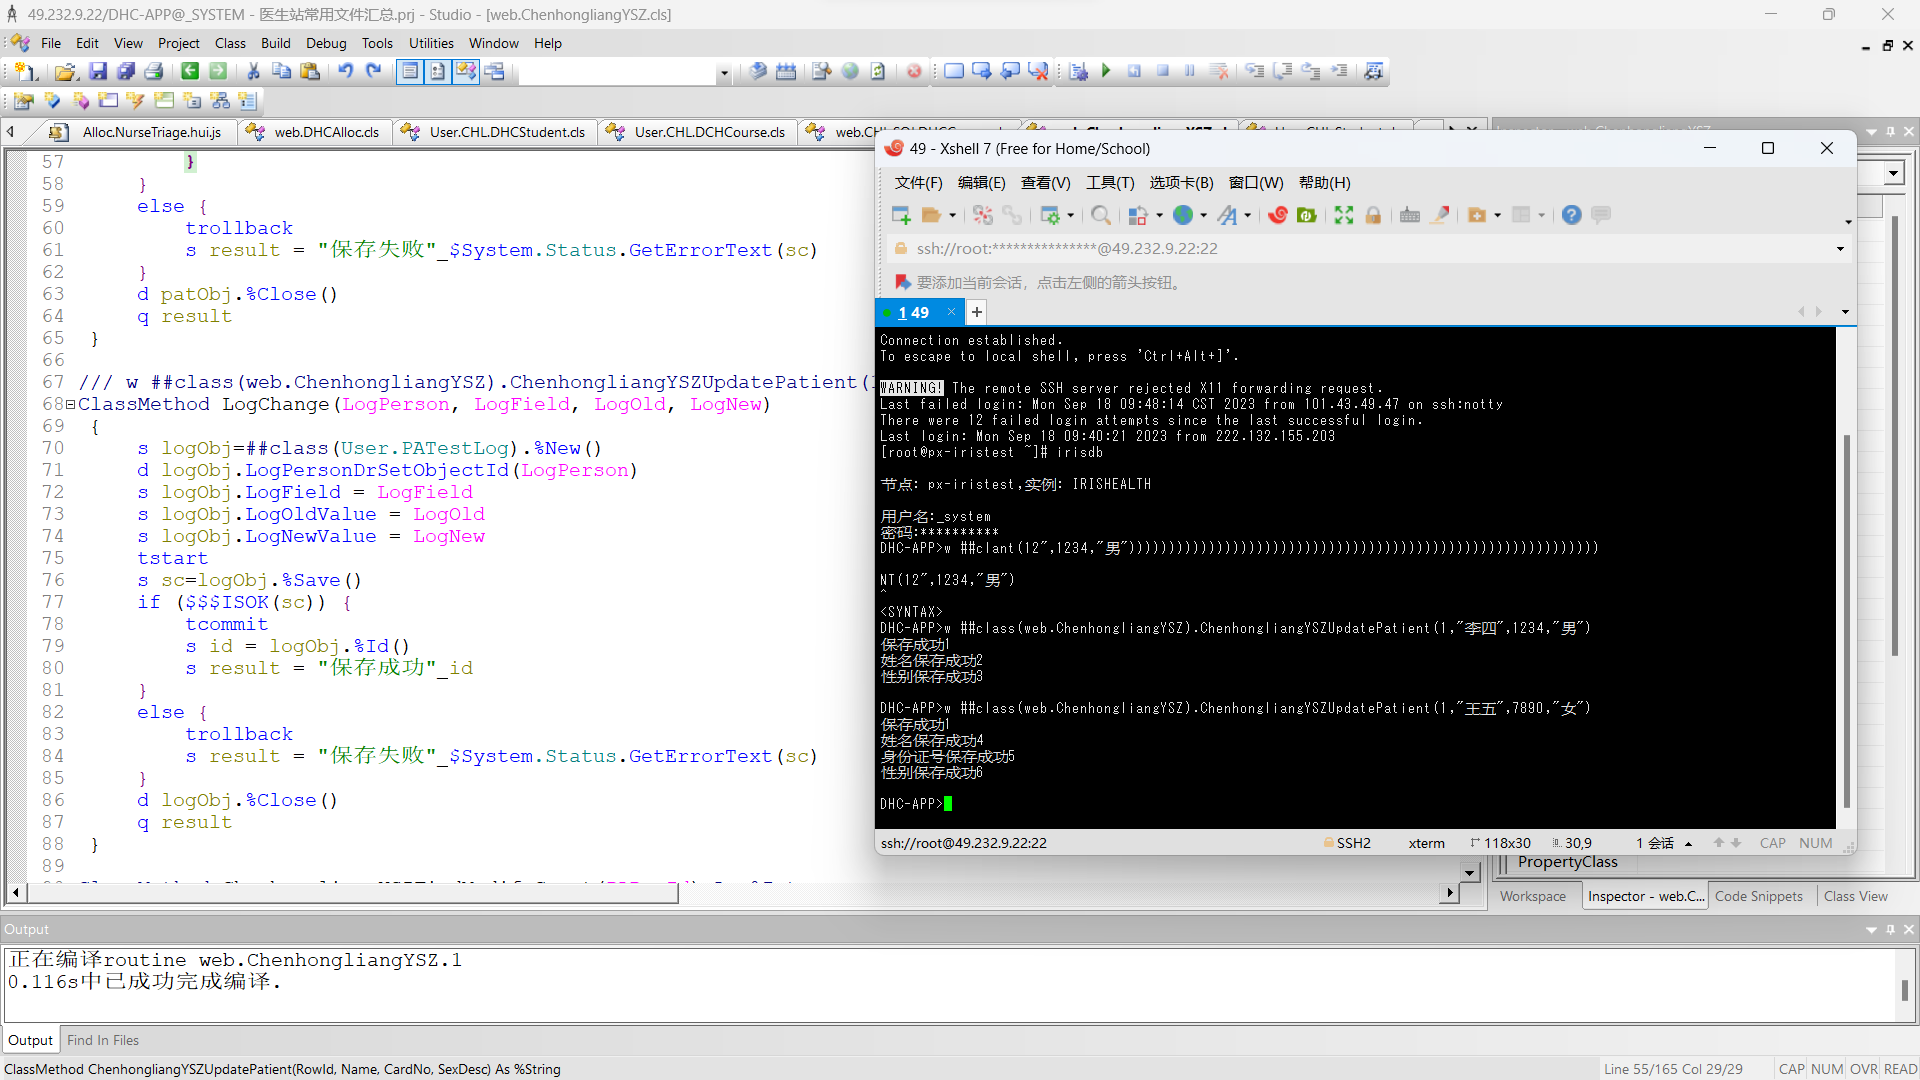 49.232.9.22/DHC-APP@_SYSTEM - 医生站常用文件汇总.prj - Studio - [web.ChenhongliangYSZ.cls]
File Edit View Project Class Build Debug Tools Utilities Window Help
Alloc.NurseTriage.hui.js web.DHCAlloc.cls User.CHL.DHCStudent.cls User.CHL.DCHCourse.cls
57 }
58 }
59 else {
60 trollback
61 s result = "保存失败"_$System.Status.GetErrorText(sc)
62 }
63 d patObj.%Close()
64 q result
65 }
66
67 /// w ##class(web.ChenhongliangYSZ).ChenhongliangYSZUpdatePatient(
68 ClassMethod LogChange(LogPerson, LogField, LogOld, LogNew)
69 {
70 s logObj=##class(User.PATestLog).%New()
71 d logObj.LogPersonDrSetObjectId(LogPerson)
72 s logObj.LogField = LogField
73 s logObj.LogOldValue = LogOld
74 s logObj.LogNewValue = LogNew
75 tstart
76 s sc=logObj.%Save()
77 if ($$$ISOK(sc)) {
78 tcommit
79 s id = logObj.%Id()
80 s result = "保存成功"_id
81 }
82 else {
83 trollback
84 s result = "保存失败"_$System.Status.GetErrorText(sc)
85 }
86 d logObj.%Close()
87 q result
88 }
89
49 - Xshell 7 (Free for Home/School)
文件(F) 编辑(E) 查看(V) 工具(T) 选项卡(B) 窗口(W) 帮助(H)
ssh://root:***************@49.232.9.22:22
要添加当前会话，点击左侧的箭头按钮。
1 49 × +
Connection established.
To escape to local shell, press 'Ctrl+Alt+]'.
WARNING! The remote SSH server rejected X11 forwarding request.
Last failed login: Mon Sep 18 09:48:14 CST 2023 from 101.43.49.47 on ssh:notty
There were 12 failed login attempts since the last successful login.
Last login: Mon Sep 18 09:40:21 2023 from 222.132.155.203
[root@px-iristest ~]# irisdb
节点: px-iristest,实例: IRISHEALTH
用户名:_system
密码:**********
DHC-APP>w ##clant(12",1234,"男")))))))))))))))))))))))))))))))))))))))))))))))))))))))))))
NT(12",1234,"男")
^
<SYNTAX>
DHC-APP>w ##class(web.ChenhongliangYSZ).ChenhongliangYSZUpdatePatient(1,"李四",1234,"男")
保存成功1
姓名保存成功2
性别保存成功3
DHC-APP>w ##class(web.ChenhongliangYSZ).ChenhongliangYSZUpdatePatient(1,"王五",7890,"女")
保存成功1
姓名保存成功4
身份证号保存成功5
性别保存成功6
DHC-APP>
ssh://root@49.232.9.22:22 SSH2 xterm 118x30 30,9 1 会话 CAP NUM
PropertyClass
Workspace Inspector - web.C... Code Snippets Class View
Output
正在编译routine web.ChenhongliangYSZ.1
0.116s中已成功完成编译.
Output Find In Files
ClassMethod ChenhongliangYSZUpdatePatient(RowId, Name, CardNo, SexDesc) As %String
Line 55/165 Col 29/29 CAP NUM OVR READ